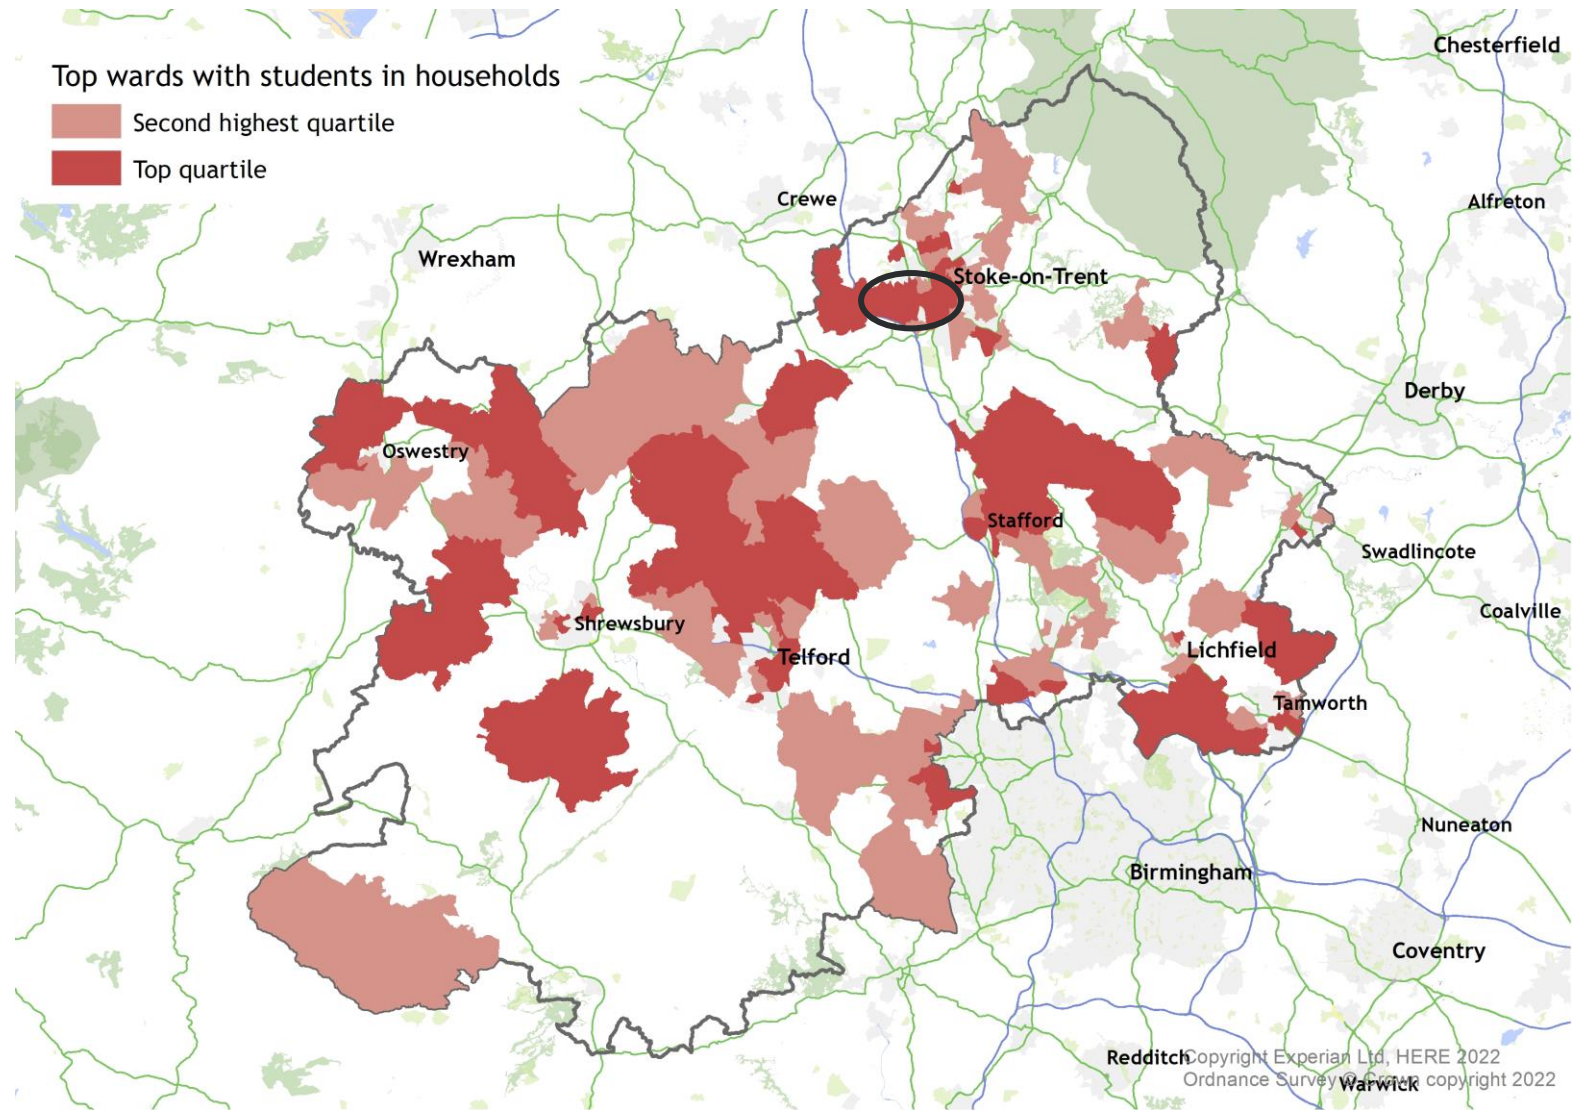 Top wards with students in households
Second highest quartile
Top quartile
Chesterfield
Crewe
Alfreton
Wrexham
Stoke-on-Trent
Derby
Oswestry
Stafford
Swadlincote
Coalville
Shrewsbury
Lichfield
Telford
Tamworth
Nuneaton
Birmingham
Coventry
Redditch
Copyright Experian Ltd, HERE 2022
Ordnance Survey © Crown copyright 2022
Warwick